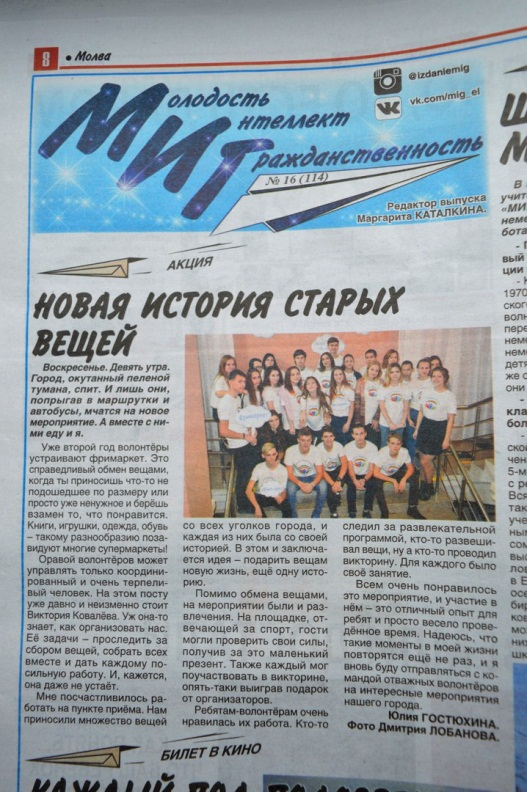 8 • Молва
Молодость
Интеллект
Гражданственность
№ 16 (114)
@izdaniemig
vk.com/mig_el
Редактор выпуска
Маргарита КАТАЛКИНА.
АКЦИЯ
НОВАЯ ИСТОРИЯ СТАРЫХ
ВЕЩЕЙ
Воскресенье. Девять утра.
Город, окутанный пеленой
тумана, спит. И лишь они,
попрыгав в маршрутки и
автобусы, мчатся на новое
мероприятие. А вместе с ни-
ми еду и я.
Уже второй год волонтёры
устраивают фримаркет. Это
справедливый обмен вещами,
когда ты приносишь что-то не
подошедшее по размеру или
просто уже ненужное и берёшь
взамен то, что понравится.
Книги, игрушки, одежда, обувь
– такому разнообразию поза-
видуют многие супермаркеты!
Оравой волонтёров может
управлять только координи-
рованный и очень терпели-
вый человек. На этом посту
уже давно и неизменно стоит
Виктория Ковалёва. Уж она-то
знает, как организовать нас.
Её задачи – проследить за
сбором вещей, собрать всех
вместе и дать каждому по-
сильную работу. И, кажется,
она даже не устаёт.
Мне посчастливилось ра-
ботать на пункте приёма. Нам
приносили множество вещей
со всех уголков города, и
каждая из них была со своей
историей. В этом и заключа-
ется идея – подарить вещам
новую жизнь, ещё одну исто-
рию.
Помимо обмена вещами,
на мероприятии были и раз-
влечения. На площадке, от-
вечающей за спорт, гости
могли проверить свои силы,
получив за это маленький
презент. Также каждый мог
поучаствовать в викторине,
опять-таки выиграв подарок
от организаторов.
Ребятам-волонтёрам очень
нравилась их работа. Кто-то
следил за развлекательной
программой, кто-то развеши-
вал вещи, ну а кто-то проводил
викторину. Для каждого было
своё занятие.
Всем очень понравилось
это мероприятие, и участие в
нём – это отличный опыт для
ребят и просто весело прове-
дённое время. Надеюсь, что
такие моменты в моей жизни
повторятся ещё не раз, и я
вновь буду отправляться с ко-
мандой отважных волонтёров
на интересные мероприятия
нашего города.
Юлия ГОСТЮХИНА.
Фото Дмитрия ЛОБАНОВА.
БИЛЕТ В КИНО